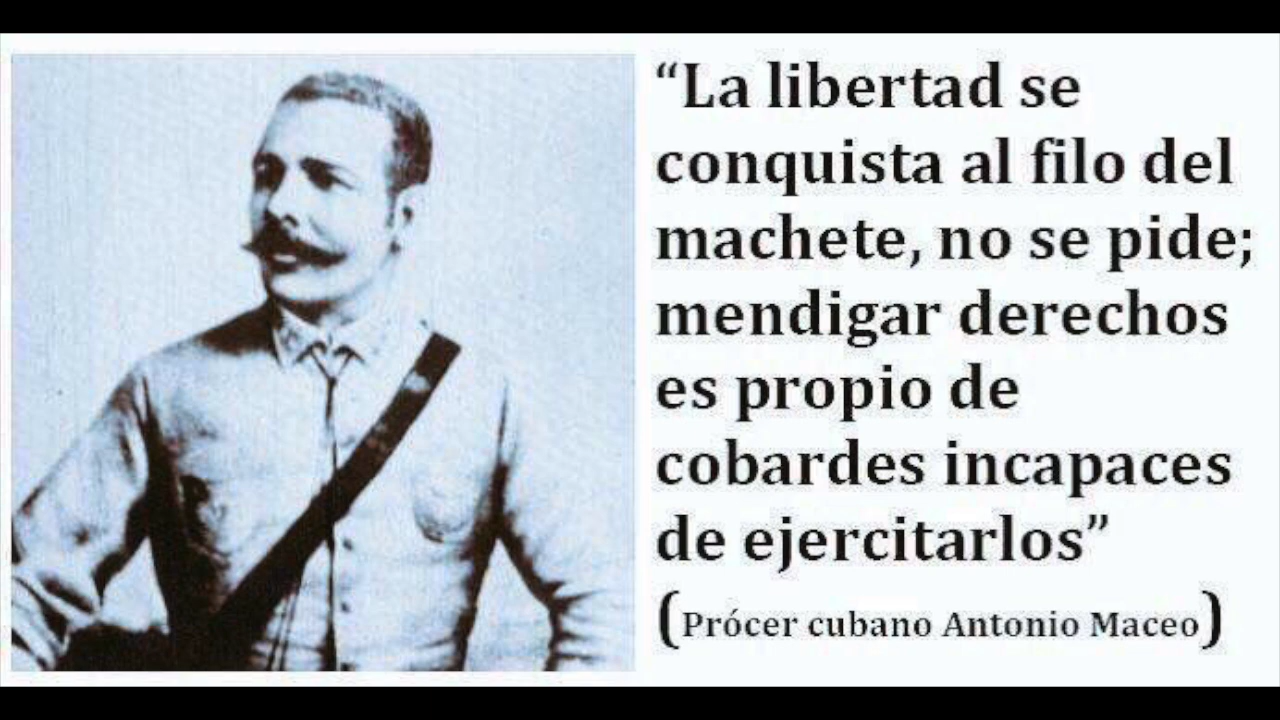 “La libertad se
conquista al filo del
machete, no se pide;
mendigar derechos
es propio de
cobardes incapaces
de ejercitarlos”
(Prócer cubano Antonio Maceo)